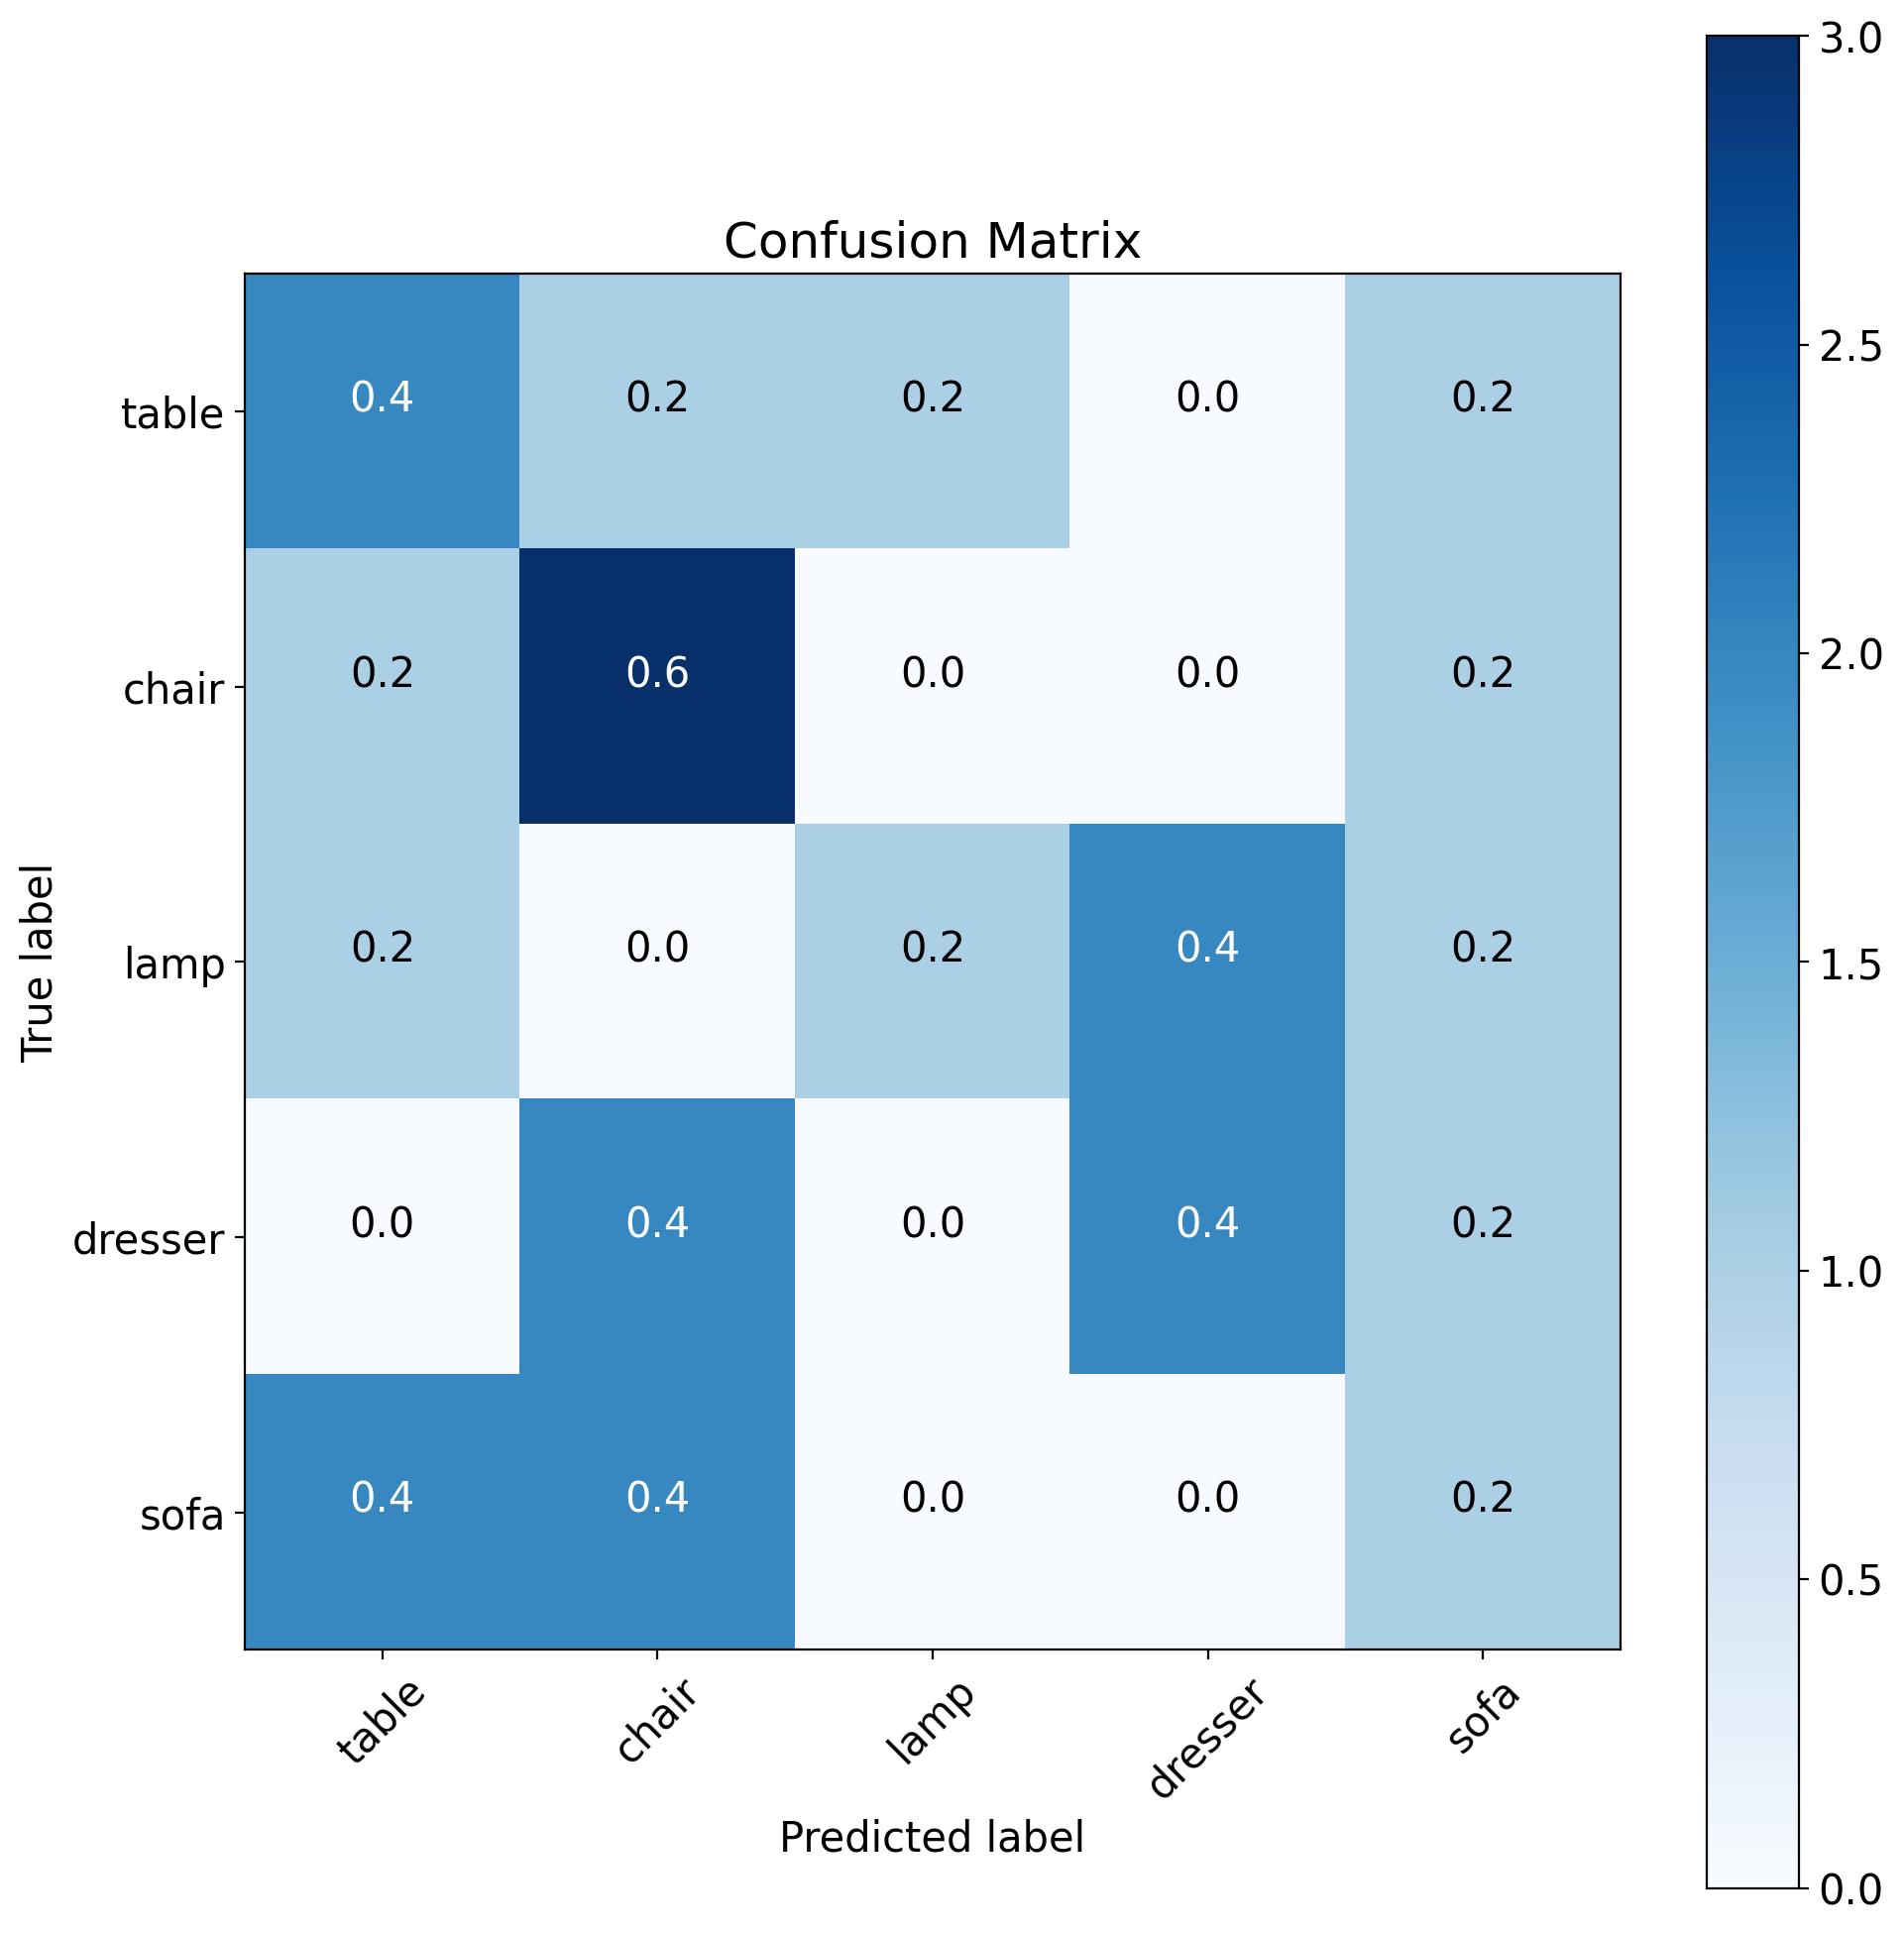 Confusion Matrix
True label
table 0.4 0.2 0.2 0.0 0.2
chair 0.2 0.6 0.0 0.0 0.2
lamp 0.2 0.0 0.2 0.4 0.2
dresser 0.0 0.4 0.0 0.4 0.2
sofa 0.4 0.4 0.0 0.0 0.2
table chair lamp dresser sofa
Predicted label
3.0
2.5
2.0
1.5
1.0
0.5
0.0